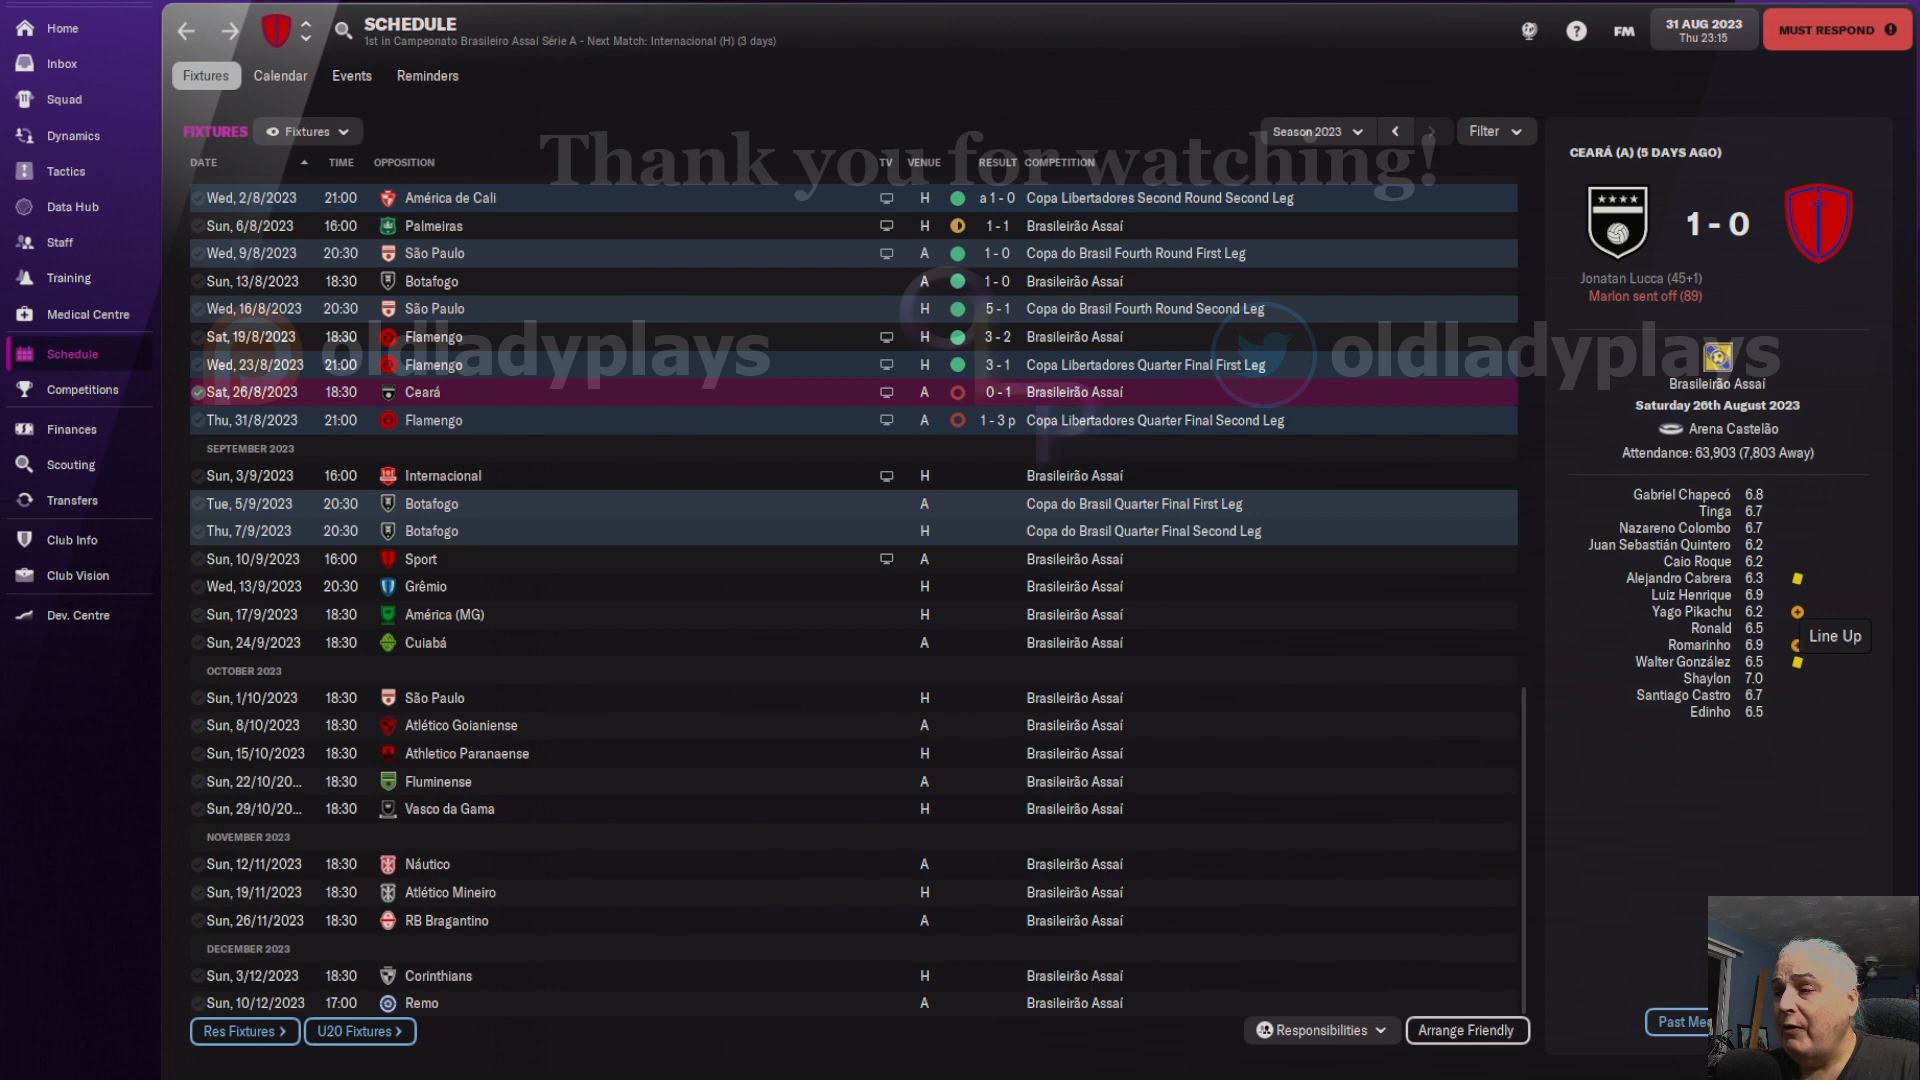 Home
Inbox
Squad
Dynamics
Tactics
Data Hub
Staff
Training
Medical Centre
Schedule
Competitions
Finances
Scouting
Transfers
Club Info
Club Vision
Dev. Centre
SCHEDULE
1st in Campeonato Brasileiro Assaí Série A - Next Match: Internacional (H) (3 days)
FM
31 AUG 2023
Thu 23:15
MUST RESPOND
Fixtures Calendar Events Reminders
FIXTURES Fixtures Season 2023 Filter
Thank you for watching!
DATE TIME OPPOSITION TV VENUE RESULT COMPETITION
Wed, 2/8/2023 21:00 América de Cali H a 1 - 0 Copa Libertadores Second Round Second Leg
Sun, 6/8/2023 16:00 Palmeiras H 1 - 1 Brasileirão Assaí
Wed, 9/8/2023 20:30 São Paulo A 1 - 0 Copa do Brasil Fourth Round First Leg
Sun, 13/8/2023 18:30 Botafogo A 1 - 0 Brasileirão Assaí
Wed, 16/8/2023 20:30 São Paulo H 5 - 1 Copa do Brasil Fourth Round Second Leg
Sat, 19/8/2023 18:30 Flamengo H 3 - 2 Brasileirão Assaí
oldladyplays oldladyplays
Wed, 23/8/2023 21:00 Flamengo H 3 - 1 Copa Libertadores Quarter Final First Leg
Sat, 26/8/2023 18:30 Ceará A 0 - 1 Brasileirão Assaí
Thu, 31/8/2023 21:00 Flamengo A 1 - 3 p Copa Libertadores Quarter Final Second Leg
SEPTEMBER 2023
Sun, 3/9/2023 16:00 Internacional H Brasileirão Assaí
Tue, 5/9/2023 20:30 Botafogo A Copa do Brasil Quarter Final First Leg
Thu, 7/9/2023 20:30 Botafogo H Copa do Brasil Quarter Final Second Leg
Sun, 10/9/2023 16:00 Sport A Brasileirão Assaí
Wed, 13/9/2023 20:30 Grêmio H Brasileirão Assaí
Sun, 17/9/2023 18:30 América (MG) H Brasileirão Assaí
Sun, 24/9/2023 18:30 Cuiabá A Brasileirão Assaí
OCTOBER 2023
Sun, 1/10/2023 18:30 São Paulo H Brasileirão Assaí
Sun, 8/10/2023 18:30 Atlético Goianiense A Brasileirão Assaí
Sun, 15/10/2023 18:30 Athletico Paranaense H Brasileirão Assaí
Sun, 22/10/20... 18:30 Fluminense A Brasileirão Assaí
Sun, 29/10/20... 18:30 Vasco da Gama H Brasileirão Assaí
NOVEMBER 2023
Sun, 12/11/2023 18:30 Náutico A Brasileirão Assaí
Sun, 19/11/2023 18:30 Atlético Mineiro H Brasileirão Assaí
Sun, 26/11/2023 18:30 RB Bragantino A Brasileirão Assaí
DECEMBER 2023
Sun, 3/12/2023 18:30 Corinthians H Brasileirão Assaí
Sun, 10/12/2023 17:00 Remo A Brasileirão Assaí
Res Fixtures U20 Fixtures Responsibilities Arrange Friendly
CEARÁ (A) (5 DAYS AGO)
1 - 0
Jonatan Lucca (45+1)
Marlon sent off (89)
Brasileirão Assaí
Saturday 26th August 2023
Arena Castelão
Attendance: 63,903 (7,803 Away)
Gabriel Chapecó 6.8
Tinga 6.7
Nazareno Colombo 6.7
Juan Sebastián Quintero 6.2
Caio Roque 6.2
Alejandro Cabrera 6.3
Luiz Henrique 6.9
Yago Pikachu 6.2
Ronald 6.5
Line Up
Romarinho 6.9
Walter González 6.5
Shaylon 7.0
Santiago Castro 6.7
Edinho 6.5
Past